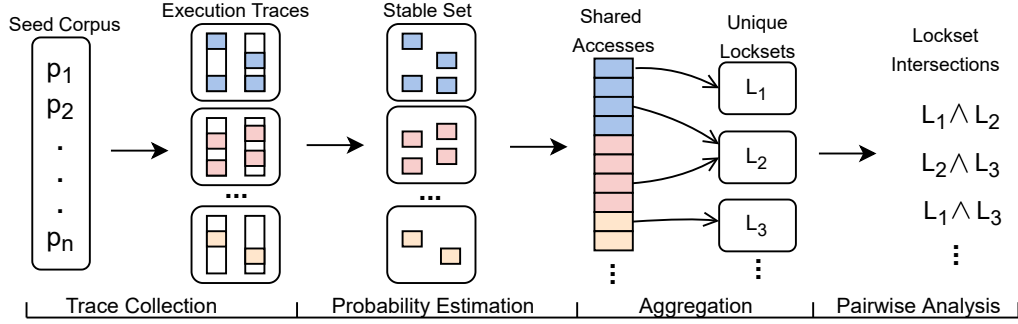 Seed Corpus
p1
p2
.
.
.
pn
Execution Traces
...
Stable Set
...
Shared
Accesses
...
Unique
Locksets
L1
L2
L3
...
Lockset
Intersections
L1 ∧ L2
L2 ∧ L3
L1 ∧ L3
...
Trace Collection
Probability Estimation
Aggregation
Pairwise Analysis